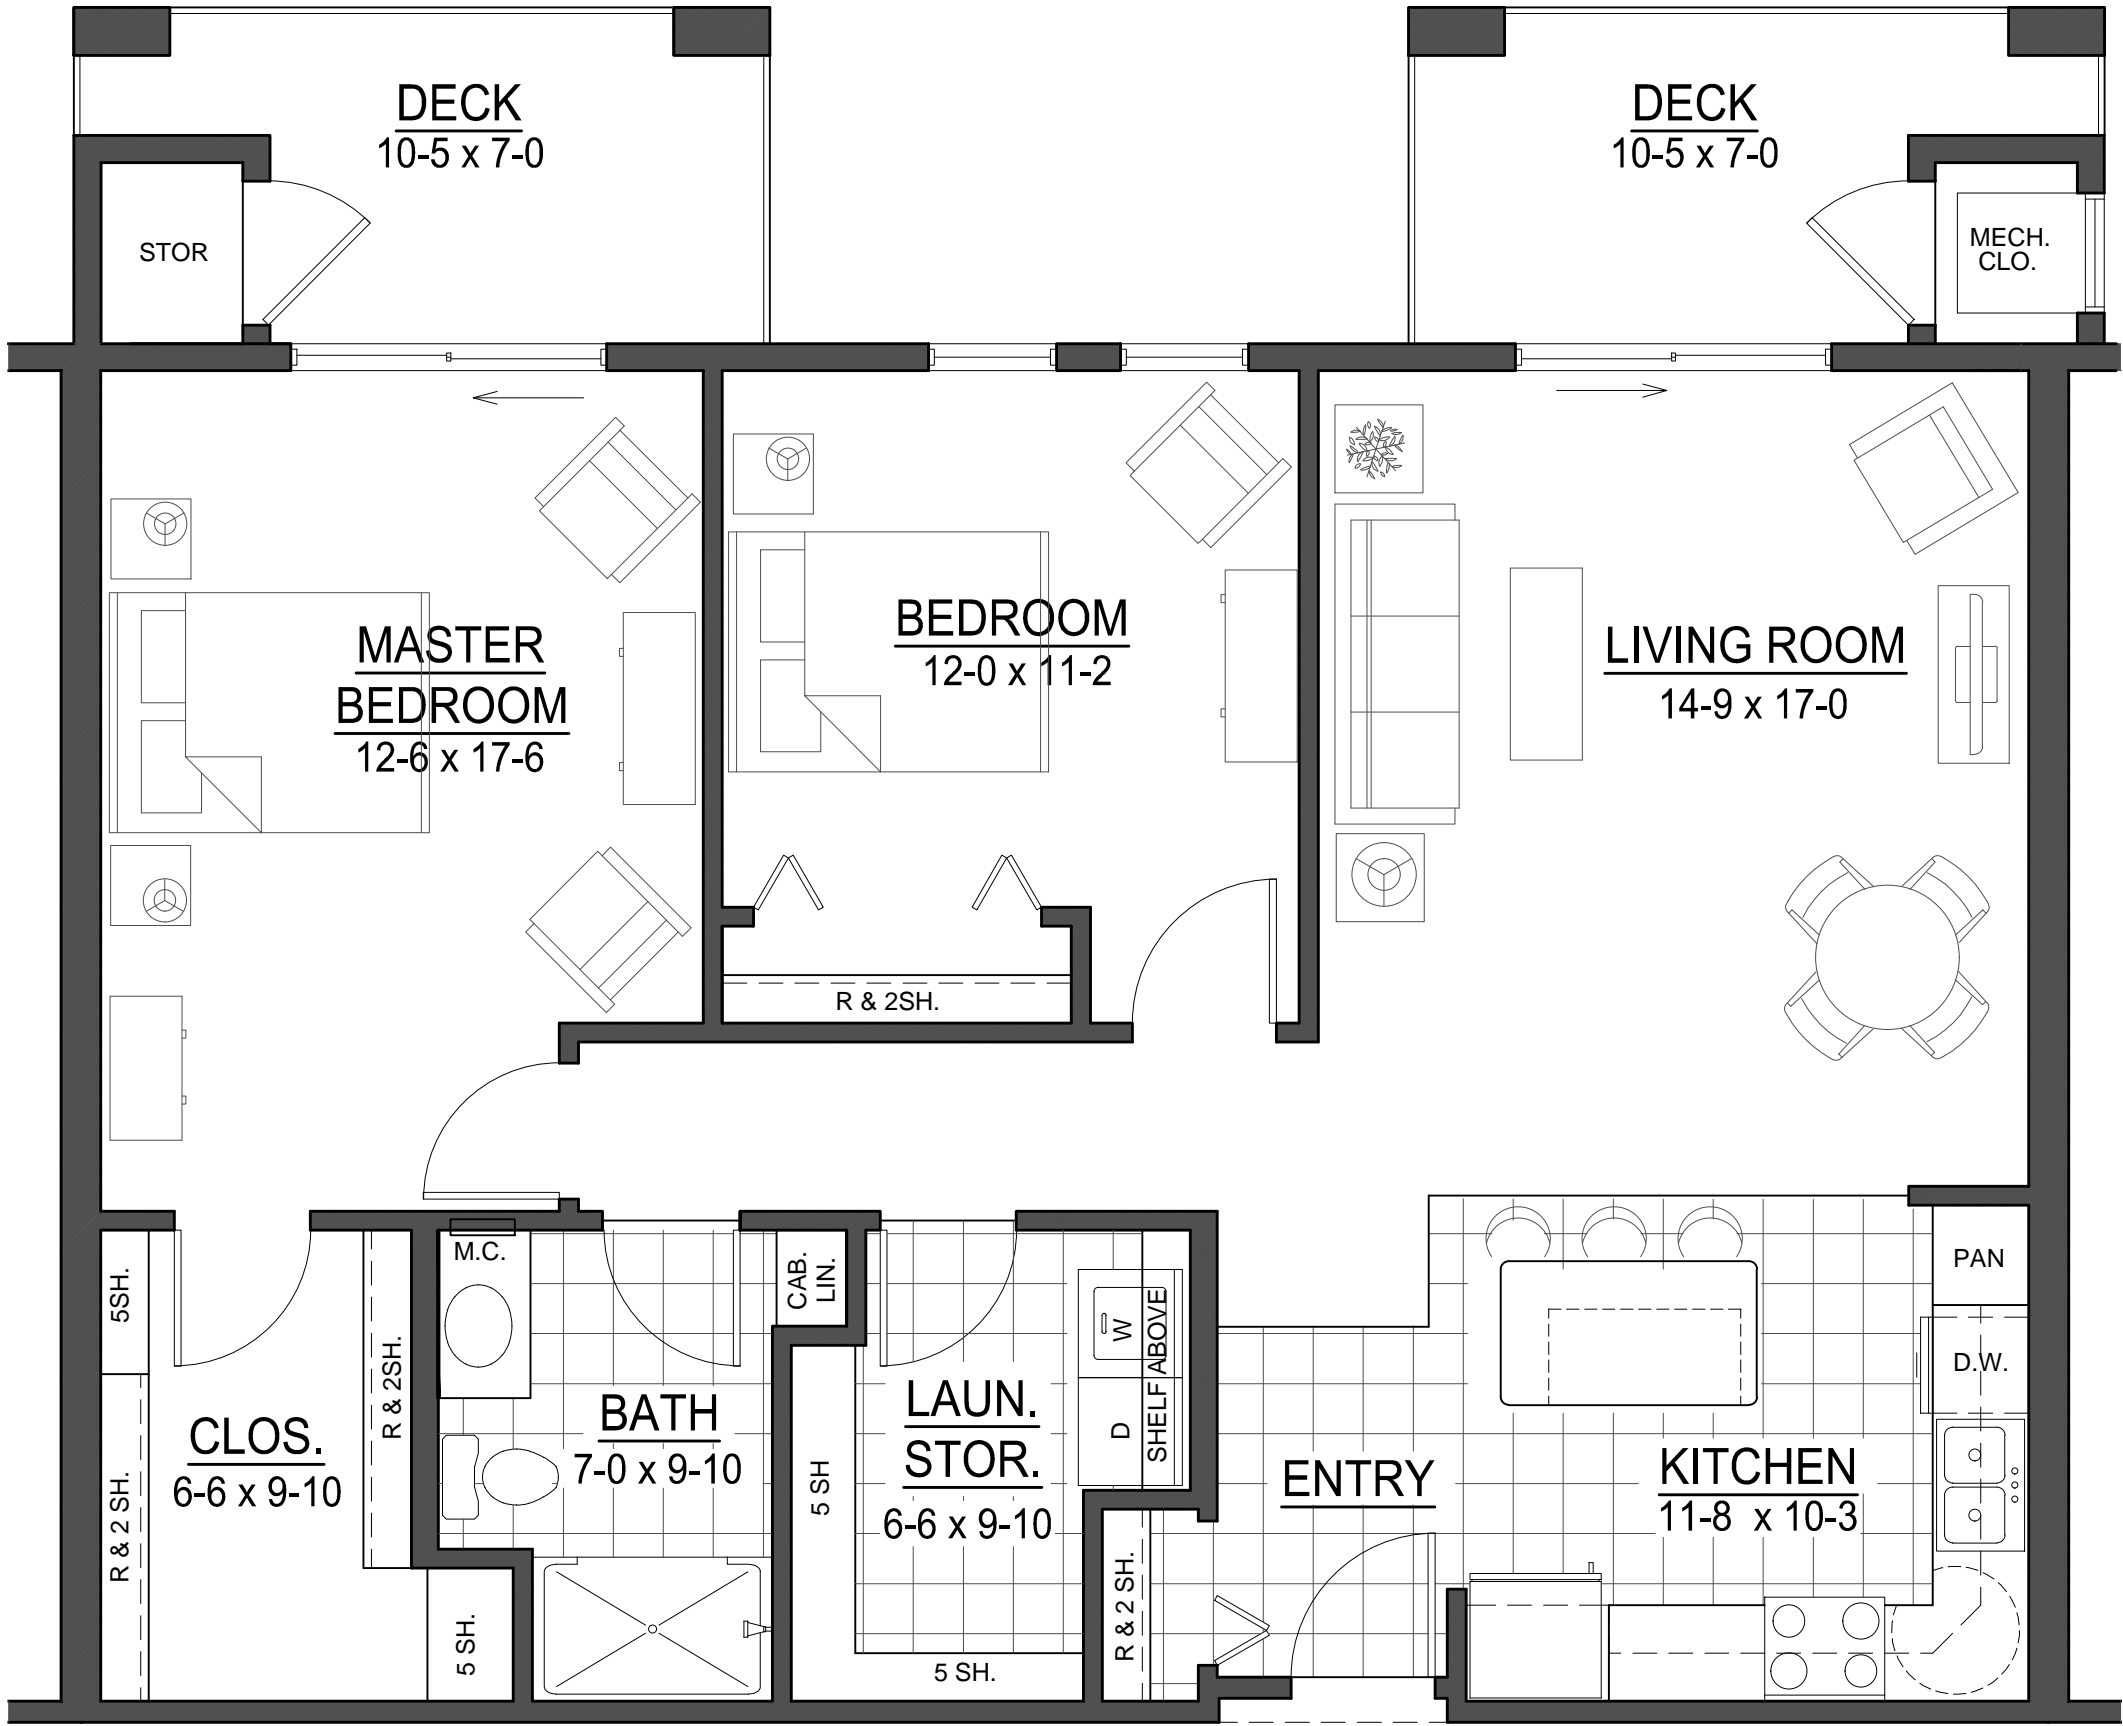 DECK
10-5 x 7-0
DECK
10-5 x 7-0
STOR
MECH.
CLO.
MASTER
BEDROOM
12-6 x 17-6
BEDROOM
12-0 x 11-2
LIVING ROOM
14-9 x 17-0
R & 2SH.
5SH.
R & 2SH.
M.C.
CAB.
LIN.
W
SHELF ABOVE
D
PAN
D.W.
CLOS.
6-6 x 9-10
BATH
7-0 x 9-10
LAUN.
STOR.
6-6 x 9-10
ENTRY
KITCHEN
11-8 x 10-3
R & 2 SH.
5 SH.
5 SH
5 SH.
R & 2 SH.